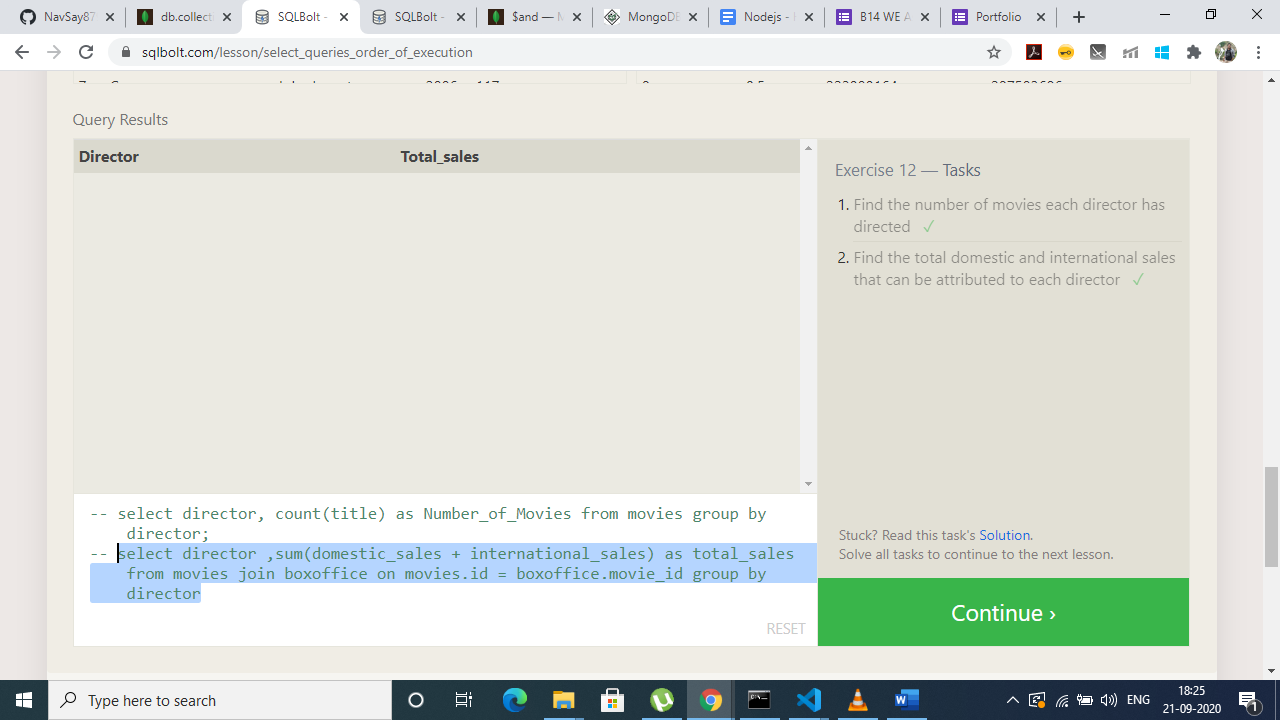 NavSay87
db.collect
SQLBolt -
SQLBolt -
$and — M
MongoDB
Nodejs -
B14 WE A
Portfolio
sqlbolt.com/lesson/select_queries_order_of_execution
Query Results
Director Total_sales
Exercise 12 — Tasks
1. Find the number of movies each director has
directed ✓
2. Find the total domestic and international sales
that can be attributed to each director ✓
-- select director, count(title) as Number_of_Movies from movies group by
director;
-- select director ,sum(domestic_sales + international_sales) as total_sales
from movies join boxoffice on movies.id = boxoffice.movie_id group by
director
RESET
Stuck? Read this task's Solution.
Solve all tasks to continue to the next lesson.
Continue ›
Type here to search
ENG
18:25
21-09-2020
1